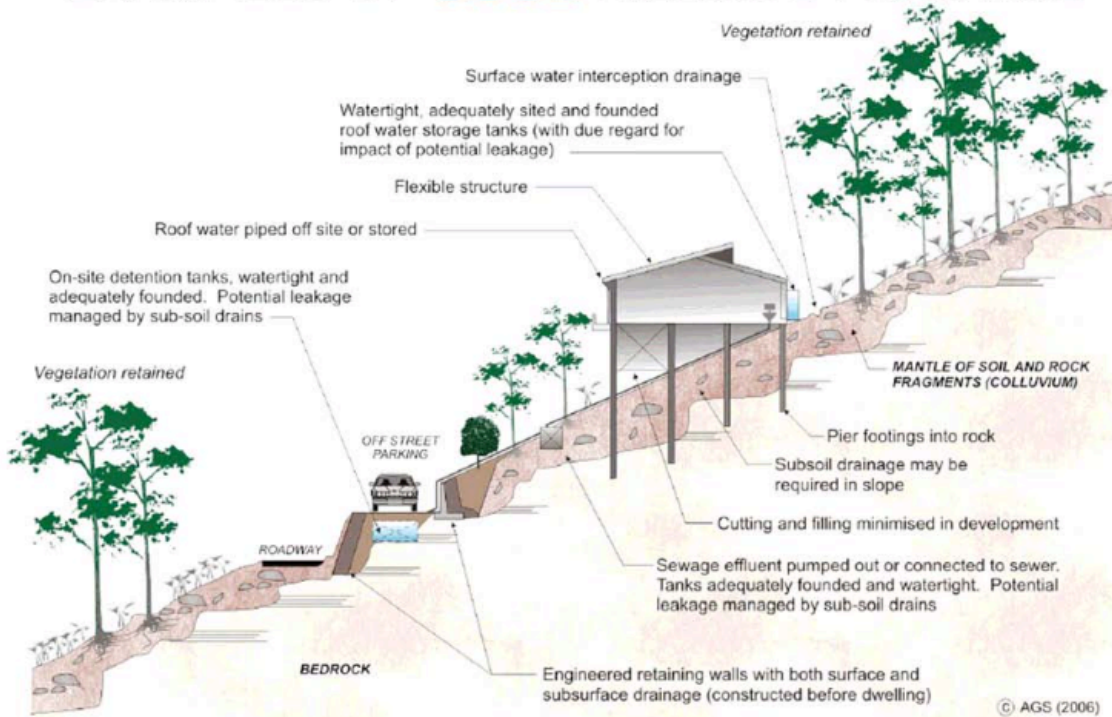 Vegetation retained
Surface water interception drainage
Watertight, adequately sited and founded
roof water storage tanks (with due regard for
impact of potential leakage)
Flexible structure
Roof water piped off site or stored
On-site detention tanks, watertight and
adequately founded. Potential leakage
managed by sub-soil drains
Vegetation retained
MANTLE OF SOIL AND ROCK
FRAGMENTS (COLLUVIUM)
OFF STREET
PARKING
Pier footings into rock
Subsoil drainage may be
required in slope
Cutting and filling minimised in development
ROADWAY
Sewage effluent pumped out or connected to sewer.
Tanks adequately founded and watertight. Potential
leakage managed by sub-soil drains
BEDROCK
Engineered retaining walls with both surface and
subsurface drainage (constructed before dwelling)
© AGS (2006)